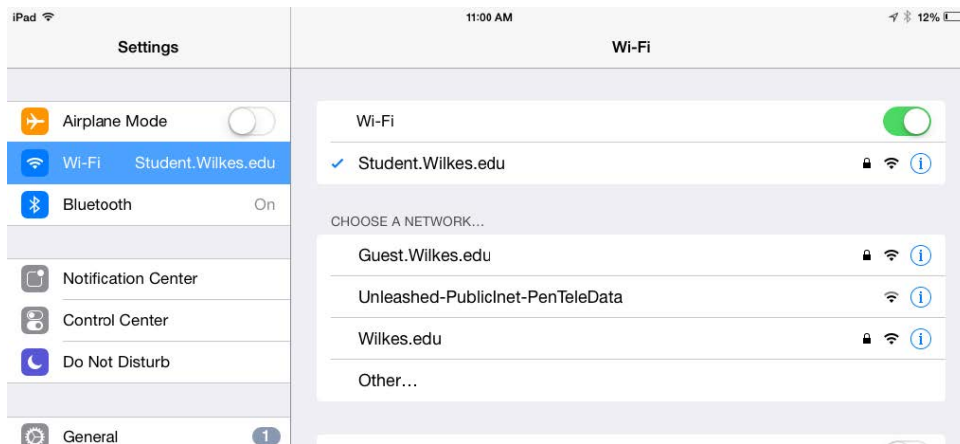 iPad 11:00 AM 12%
Settings
Wi-Fi
Airplane Mode
Wi-Fi Student.Wilkes.edu
Bluetooth On
Notification Center
Control Center
Do Not Disturb
General 1
Wi-Fi
Student.Wilkes.edu
CHOOSE A NETWORK...
Guest.Wilkes.edu
Unleashed-PublicInet-PenTeleData
Wilkes.edu
Other...